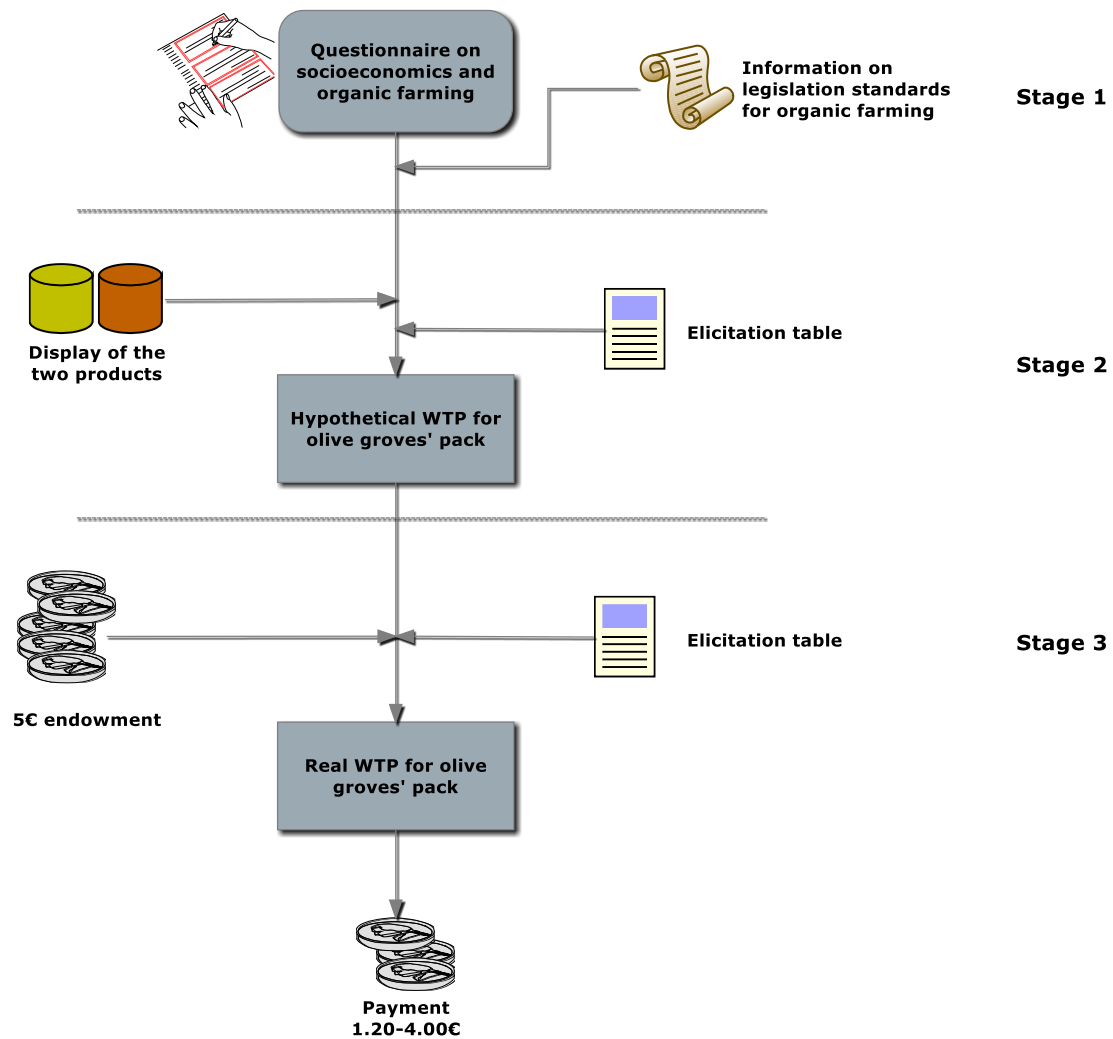 Questionnaire on
socioeconomics and
organic farming
Information on
legislation standards
for organic farming
Stage 1
Display of the
two products
Elicitation table
Stage 2
Hypothetical WTP for
olive groves' pack
5€ endowment
Elicitation table
Stage 3
Real WTP for olive
groves' pack
Payment
1.20-4.00€